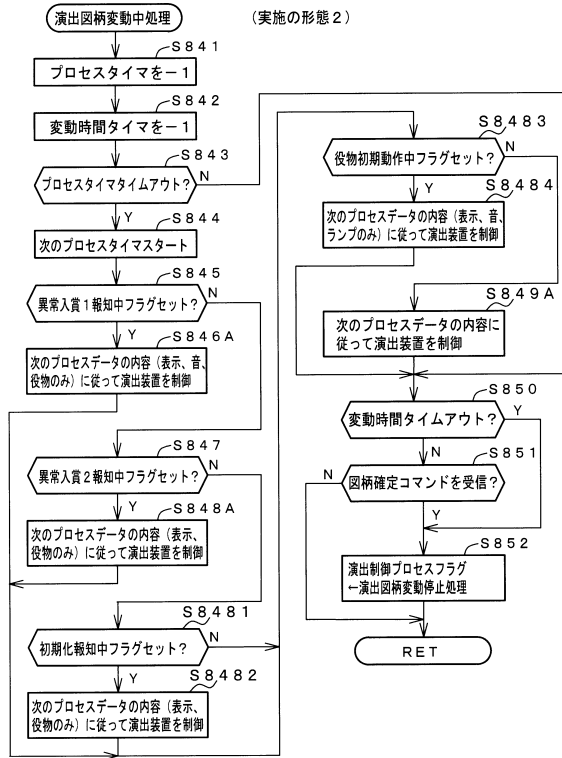 演出図柄変動中処理
(実施の形態2)
S841
プロセスタイマを－1
S842
変動時間タイマを－1
S843
プロセスタイマタイムアウト?
N
Y
S844
次のプロセスタイマスタート
S845
異常入賞1報知中フラグセット?
N
Y
S846A
次のプロセスデータの内容(表示、音、
役物のみ)に従って演出装置を制御
S847
異常入賞2報知中フラグセット?
N
Y
S848A
次のプロセスデータの内容(表示、
役物のみ)に従って演出装置を制御
S8481
初期化報知中フラグセット?
N
Y
S8482
次のプロセスデータの内容(表示、
役物のみ)に従って演出装置を制御
S8483
役物初期動作中フラグセット?
N
Y
S8484
次のプロセスデータの内容(表示、音、
ランプのみ)に従って演出装置を制御
S849A
次のプロセスデータの内容に
従って演出装置を制御
S850
変動時間タイムアウト?
Y
N
S851
図柄確定コマンドを受信?
N
Y
S852
演出制御プロセスフラグ
←演出図柄変動停止処理
RET